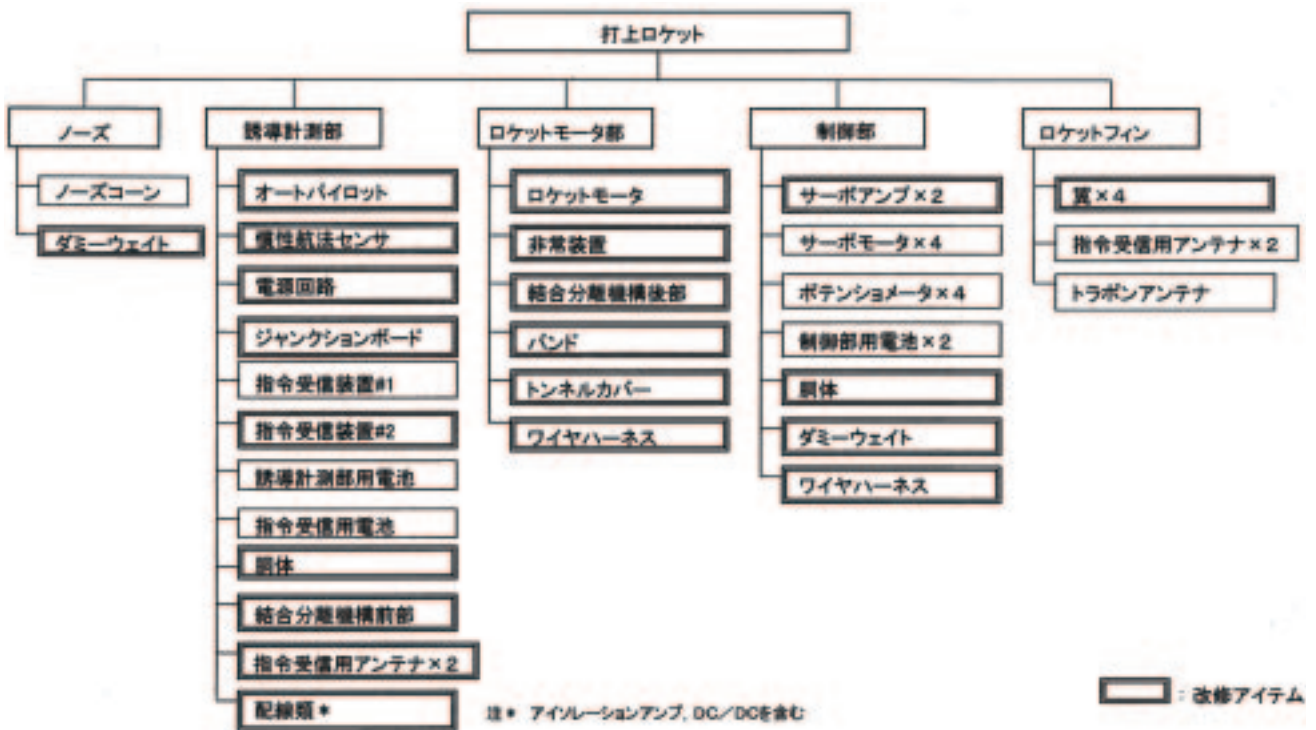 打上ロケット
ノーズ
ノーズコーン
ダミーウェイト
誘導計測部
オートパイロット
慣性航法センサ
電源回路
ジャンクションボード
指令受信装置#1
指令受信装置#2
誘導計測部用電池
指令受信用電池
胴体
結合分離機構前部
指令受信用アンテナ×2
配線類*
ロケットモータ部
ロケットモータ
非常装置
結合分離機構後部
バンド
トンネルカバー
ワイヤハーネス
制御部
サーボアンプ×2
サーボモータ×4
ポテンショメータ×4
制御部用電池×2
胴体
ダミーウェイト
ワイヤハーネス
ロケットフィン
翼×4
指令受信用アンテナ×2
トラポンアンテナ
注* アイソレーションアンプ, DC/DCを含む
: 改修アイテム